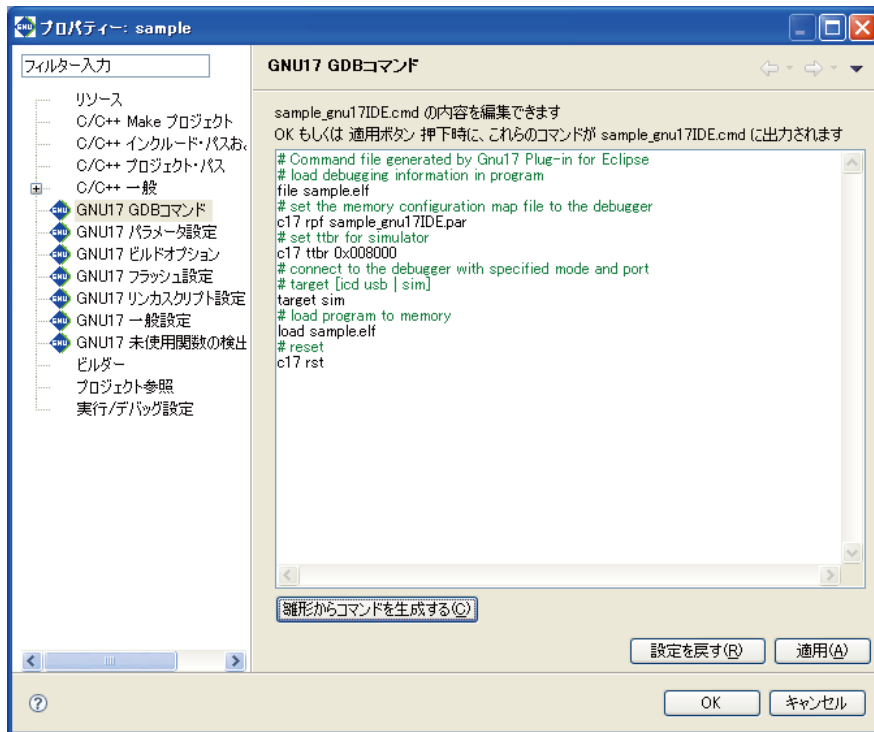 プロパティー: sample
フィルター入力
リソース
C/C++ Make プロジェクト
C/C++ インクルード・パスお、
C/C++ プロジェクト・パス
C/C++ 一般
GNU17 GDBコマンド
GNU17 パラメータ設定
GNU17 ビルドオプション
GNU17 フラッシュ設定
GNU17 リンカスクリプト設定
GNU17 一般設定
GNU17 未使用関数の検出
ビルダー
プロジェクト参照
実行/デバッグ設定
GNU17 GDBコマンド
sample_gnu17IDE.cmd の内容を編集できます
OK もしくは 適用ボタン 押下時に、これらのコマンドが sample_gnu17IDE.cmd に出力されます
# Command file generated by Gnu17 Plug-in for Eclipse
# load debugging information in program
file sample.elf
# set the memory configuration map file to the debugger
c17 rpf sample_gnu17IDE.par
# set ttbr for simulator
c17 ttbr 0x008000
# connect to the debugger with specified mode and port
# target [icd usb | sim]
target sim
# load program to memory
load sample.elf
# reset
c17 rst
雛形からコマンドを生成する(C)
設定を戻す(R)
適用(A)
OK
キャンセル